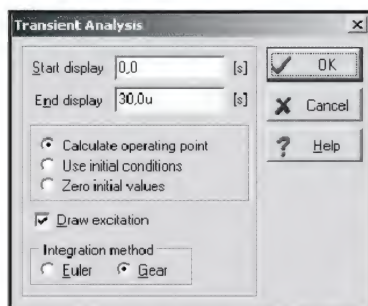 Transient Analysis
Start display 0,0 [s]
End display 30,0u [s]
Calculate operating point
Use initial conditions
Zero initial values
Draw excitation
Integration method
Euler Gear
OK
Cancel
? Help